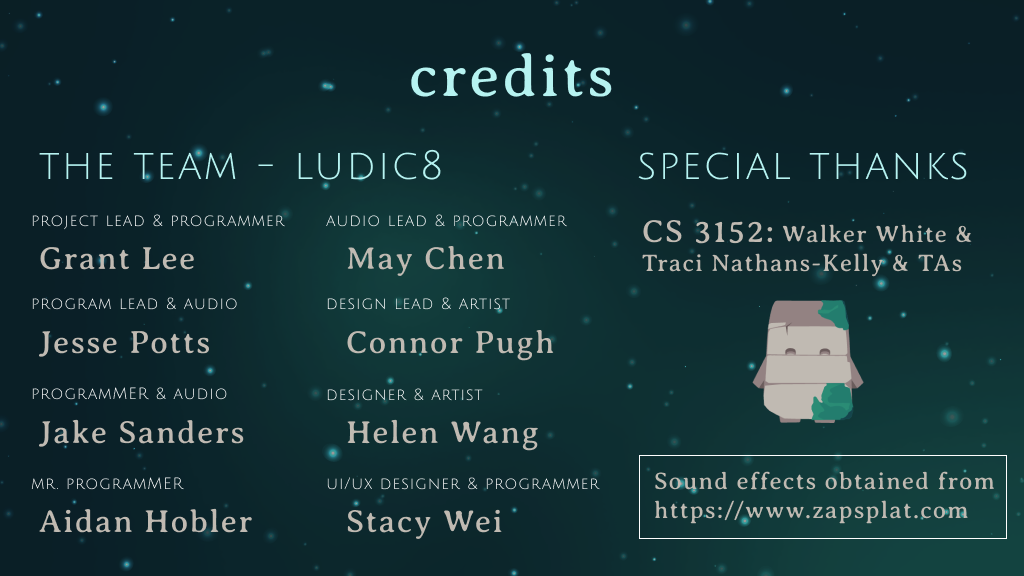 credits
THE TEAM - LUDIC8
PROJECT LEAD & PROGRAMMER
Grant Lee
PROGRAM LEAD & AUDIO
Jesse Potts
PROGRAMMER & AUDIO
Jake Sanders
MR. PROGRAMMER
Aidan Hobler
AUDIO LEAD & PROGRAMMER
May Chen
DESIGN LEAD & ARTIST
Connor Pugh
DESIGNER & ARTIST
Helen Wang
UI/UX DESIGNER & PROGRAMMER
Stacy Wei
SPECIAL THANKS
CS 3152: Walker White &
Traci Nathans-Kelly & TAs
Sound effects obtained from
https://www.zapsplat.com